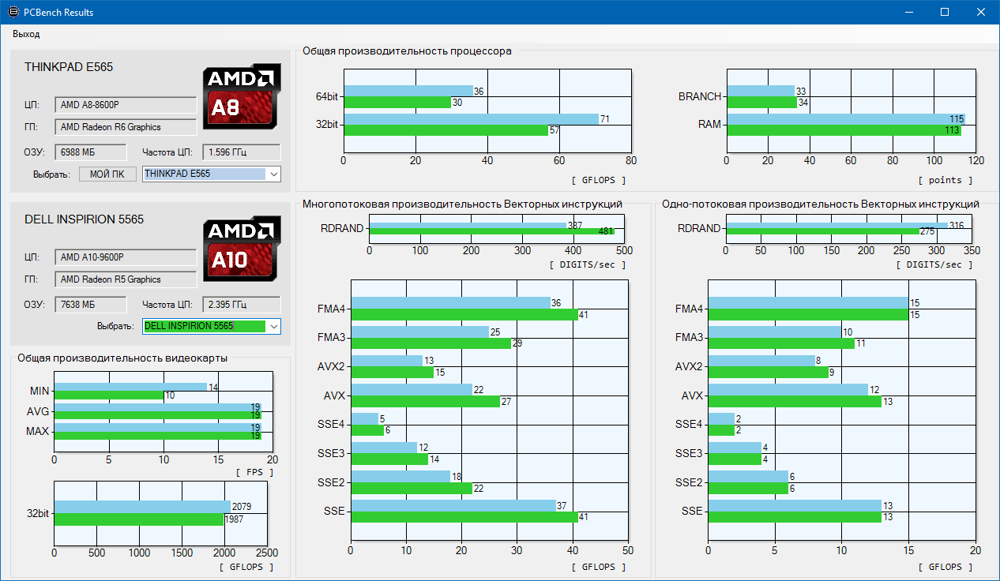 PCBench Results
Выход
THINKPAD E565
AMD
A8
ЦП: AMD A8-8600P
ГП: AMD Radeon R6 Graphics
ОЗУ: 6988 МБ Частота ЦП: 1.596 ГГц
Выбрать: МОЙ ПК THINKPAD E565
DELL INSPIRION 5565
AMD
A10
ЦП: AMD A10-9600P
ГП: AMD Radeon R5 Graphics
ОЗУ: 7638 МБ Частота ЦП: 2.395 ГГц
Выбрать: DELL INSPIRION 5565
Общая производительность видеокарты
MIN 14
10
AVG 19
19
MAX 19
19
0 5 10 15 20
[ FPS ]
32bit 2079
1987
0 500 1000 1500 2000 2500
[ GFLOPS ]
Общая производительность процессора
64bit 36
30
32bit 71
57
0 20 40 60 80
[ GFLOPS ]
BRANCH 33
34
RAM 115
113
0 20 40 60 80 100 120
[ points ]
Многопотоковая производительность Векторных инструкций
RDRAND 387
481
0 100 200 300 400 500
[ DIGITS/sec ]
FMA4 36
41
FMA3 25
29
AVX2 13
15
AVX 22
27
SSE4 5
6
SSE3 12
14
SSE2 18
22
SSE 37
41
0 10 20 30 40 50
[ GFLOPS ]
Одно-потоковая производительность Векторных инструкций
RDRAND 316
275
0 50 100 150 200 250 300 350
[ DIGITS/sec ]
FMA4 15
15
FMA3 10
11
AVX2 8
9
AVX 12
13
SSE4 2
2
SSE3 4
4
SSE2 6
6
SSE 13
13
0 5 10 15 20
[ GFLOPS ]